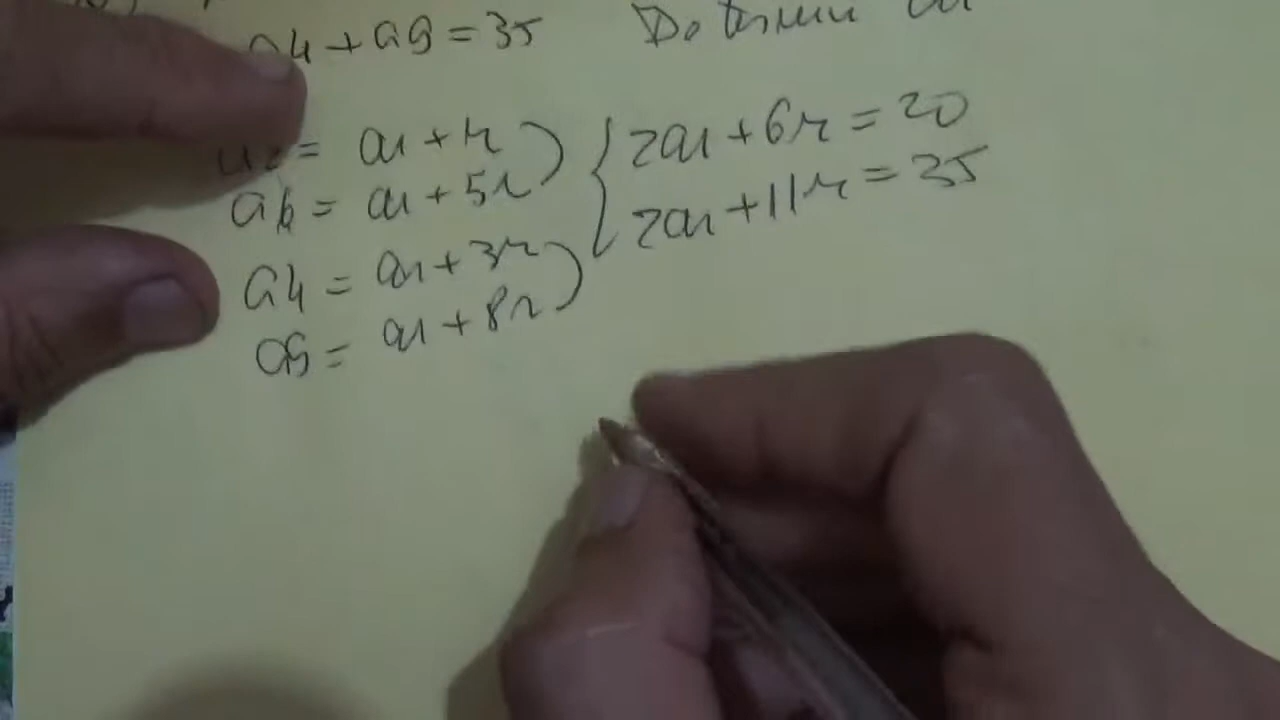 a4 + a9 = 35
a2 = a1 + r
a6 = a1 + 5r
a4 = a1 + 3r
a9 = a1 + 8r
2a1 + 6r = 20
2a1 + 11r = 35